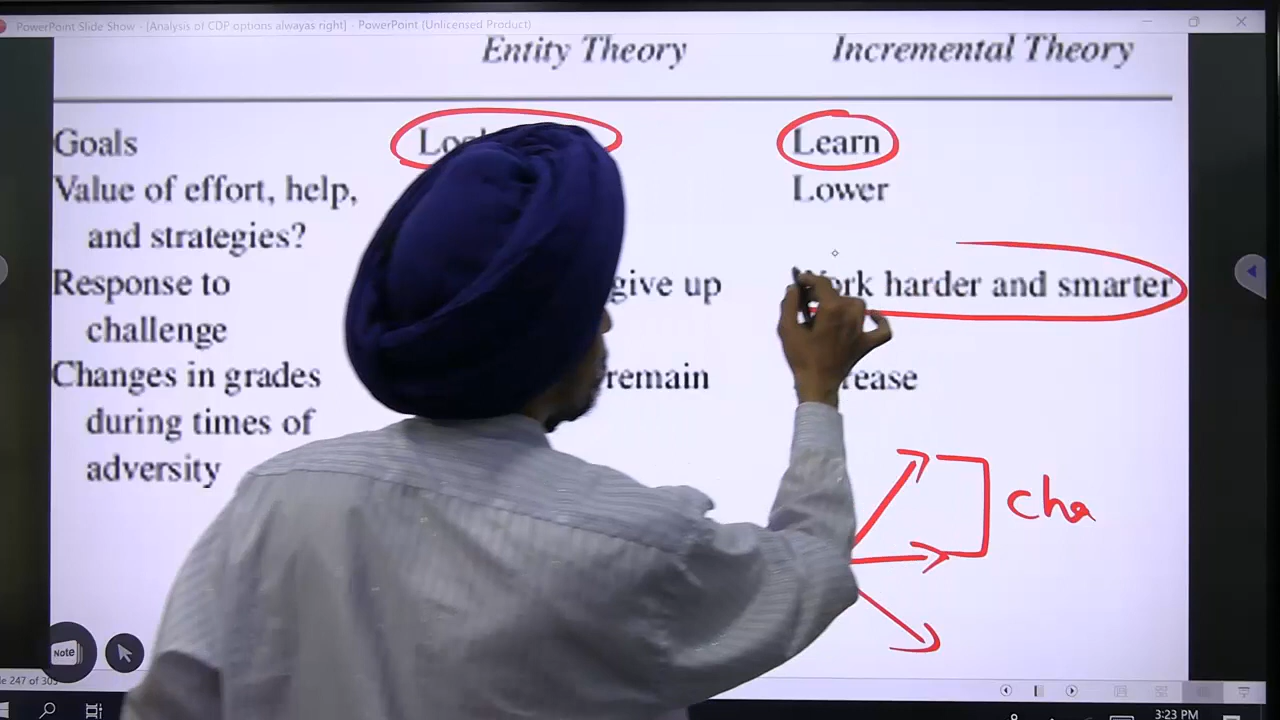 PowerPoint Slide Show - [Analysis of CDP options alwayas right] - PowerPoint (Unlicensed Product)
Entity Theory Incremental Theory
Goals Learn
Value of effort, help, Lower
and strategies?
Response to give up Work harder and smarter
challenge
Changes in grades remain
during times of
adversity
Cha
Note
247 of
3:23 PM